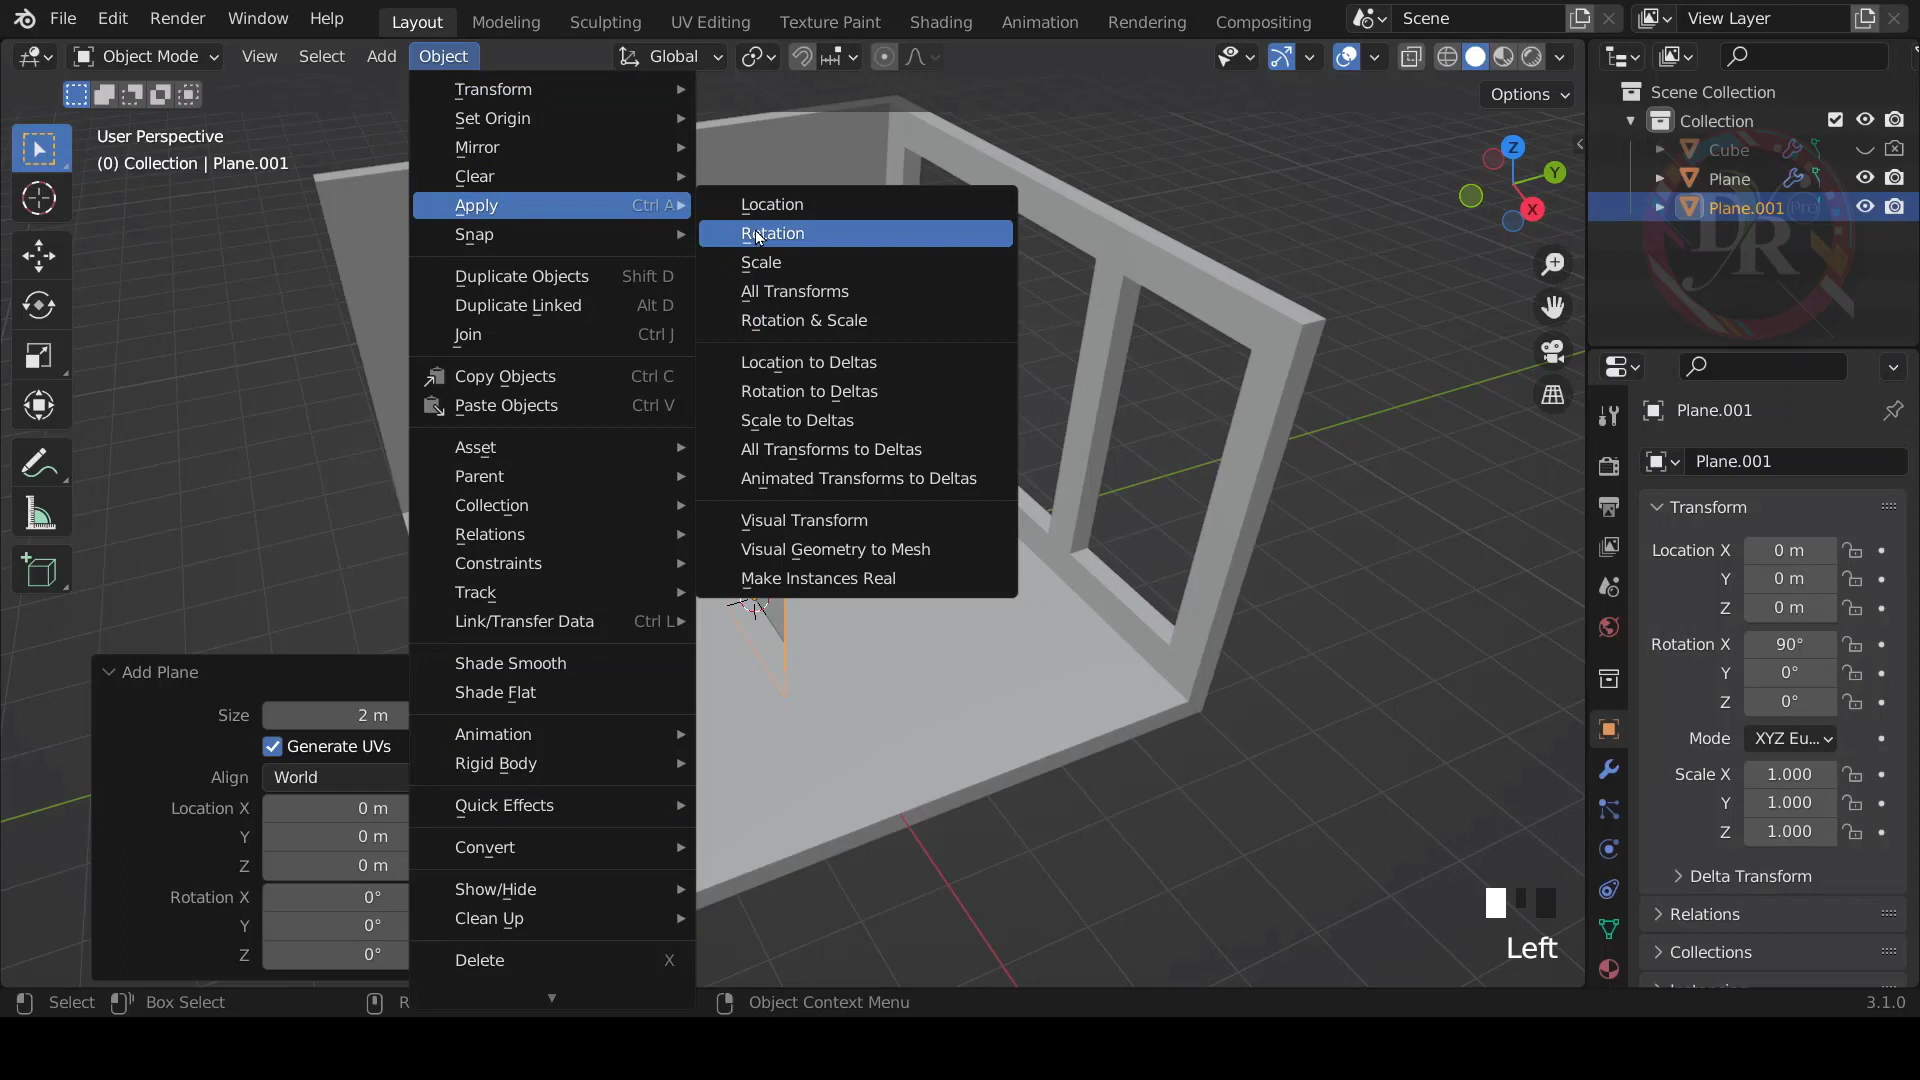 File Edit Render Window Help Layout Modeling Sculpting UV Editing Texture Paint Shading Animation Rendering Compositing Scene View Layer
Object Mode View Select Add Object Global
Options
User Perspective
(0) Collection | Plane.001
Transform
Set Origin
Mirror
Clear
Apply Ctrl A
Snap
Duplicate Objects Shift D
Duplicate Linked Alt D
Join Ctrl J
Copy Objects Ctrl C
Paste Objects Ctrl V
Asset
Parent
Collection
Relations
Constraints
Track
Link/Transfer Data Ctrl L
Shade Smooth
Shade Flat
Animation
Rigid Body
Quick Effects
Convert
Show/Hide
Clean Up
Delete X
Location
Rotation
Scale
All Transforms
Rotation & Scale
Location to Deltas
Rotation to Deltas
Scale to Deltas
All Transforms to Deltas
Animated Transforms to Deltas
Visual Transform
Visual Geometry to Mesh
Make Instances Real
Z
Y
X
Add Plane
Size 2 m
Generate UVs
Align World
Location X 0 m
Y 0 m
Z 0 m
Rotation X 0°
Y 0°
Z 0°
Left
Scene Collection
Collection
Cube
Plane
Plane.001
DR
Plane.001
Plane.001
Transform
Location X 0 m
Y 0 m
Z 0 m
Rotation X 90°
Y 0°
Z 0°
Mode XYZ Eu...
Scale X 1.000
Y 1.000
Z 1.000
Delta Transform
Relations
Collections
Select Box Select R Object Context Menu 3.1.0